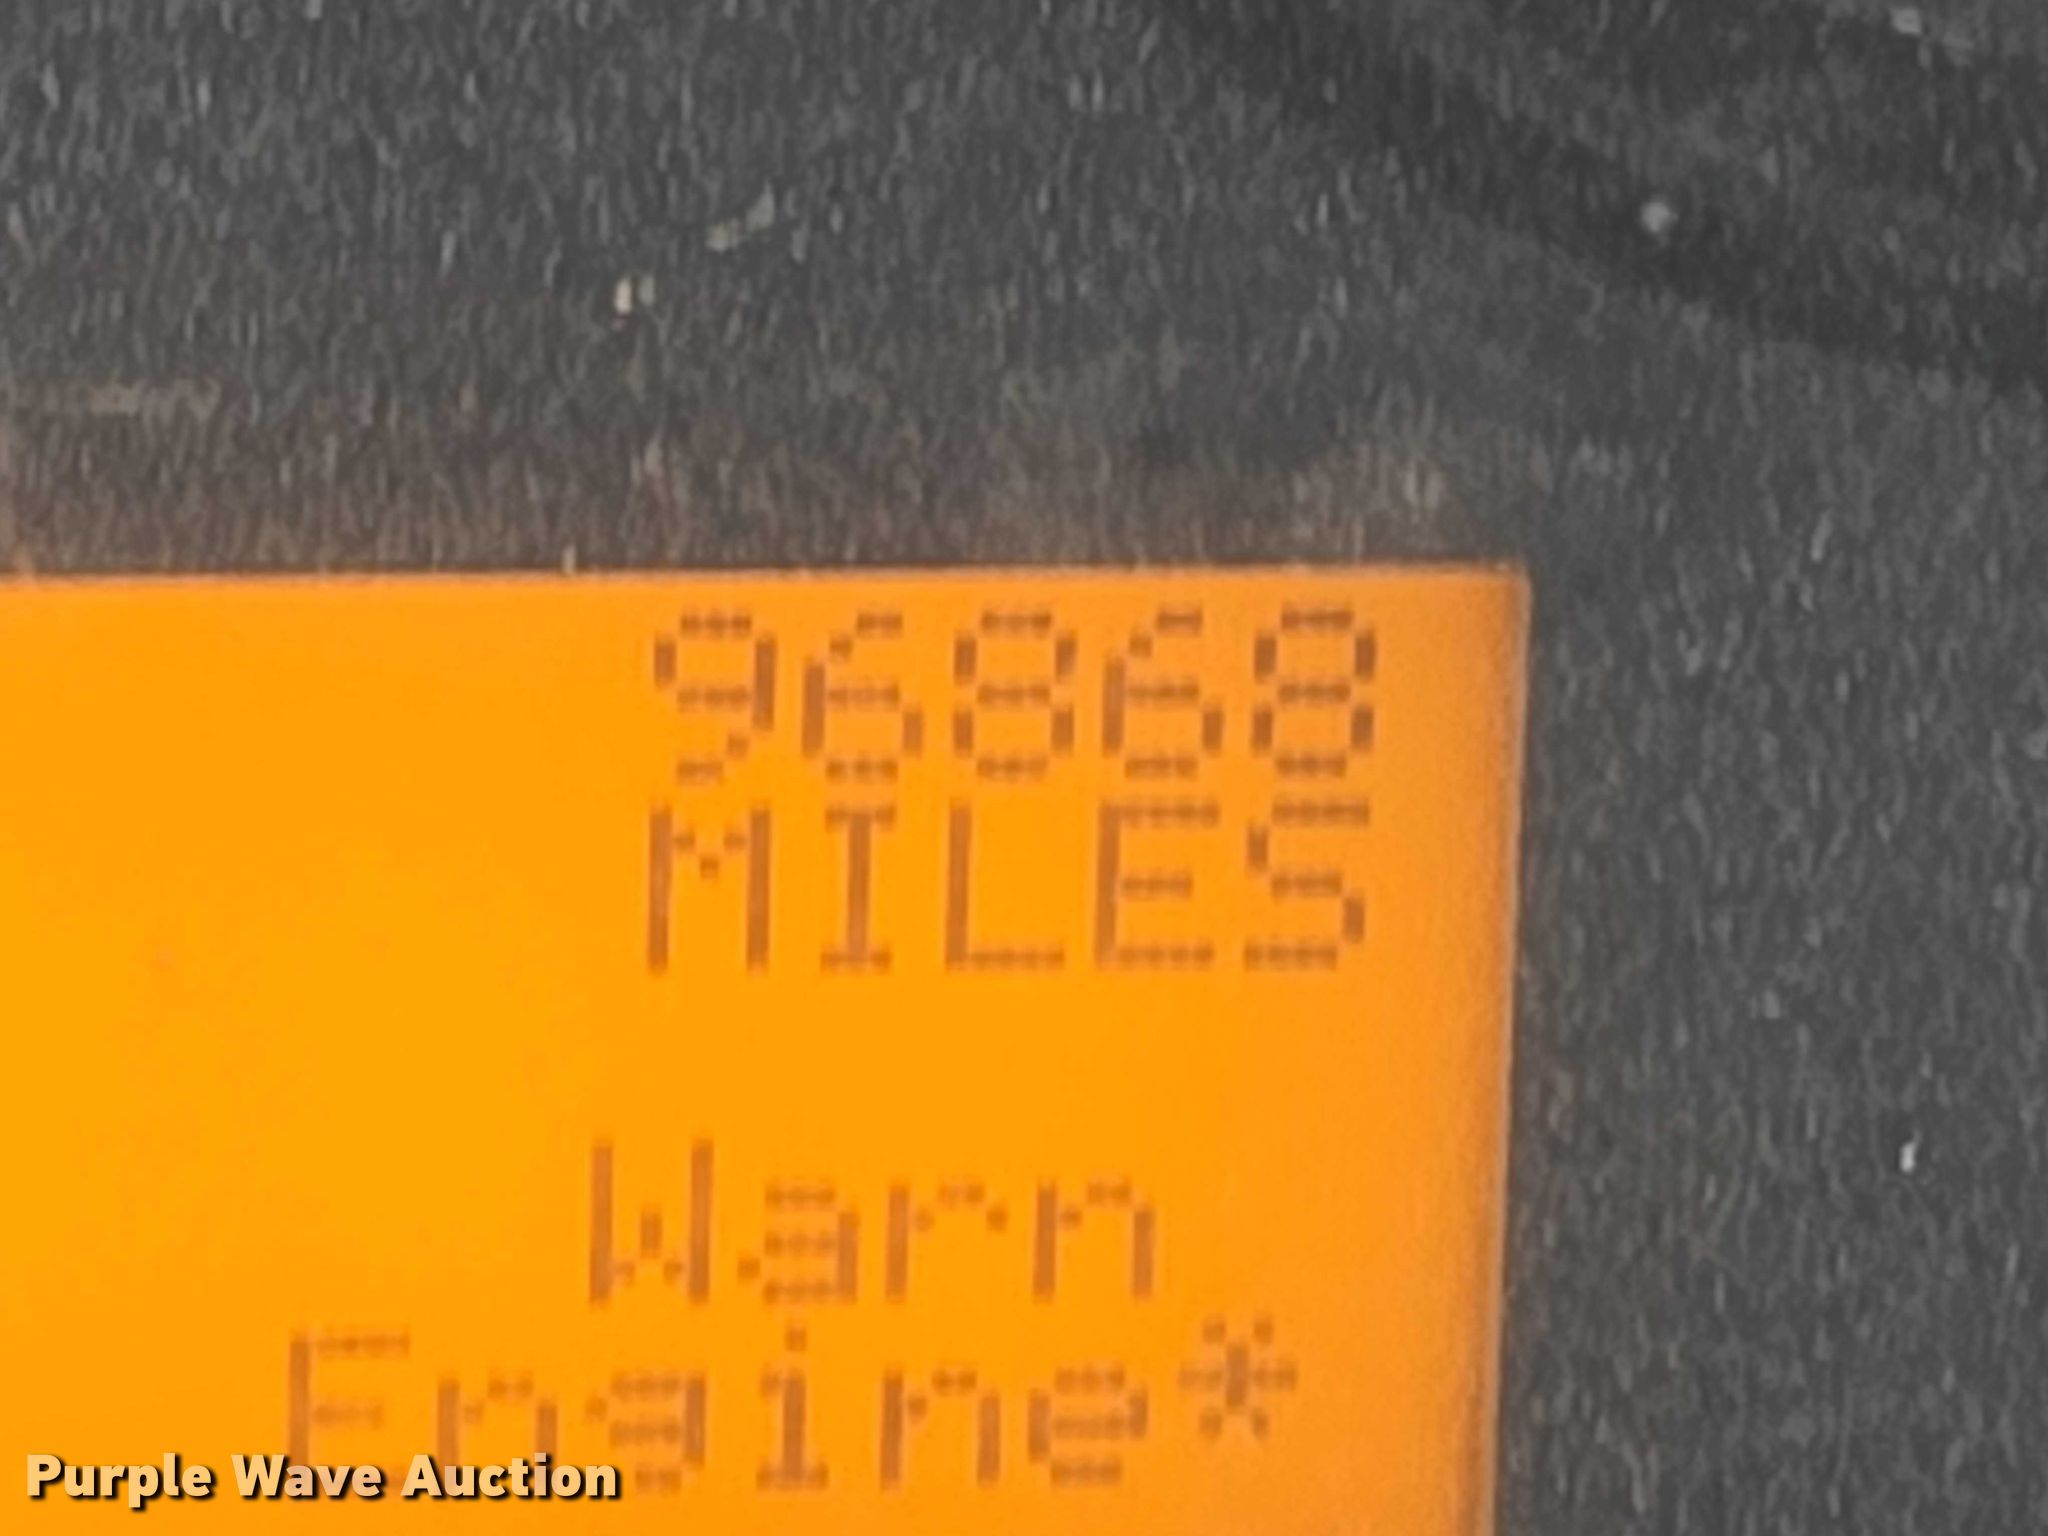 96868
MILES
Warn
Engine*
Purple Wave Auction